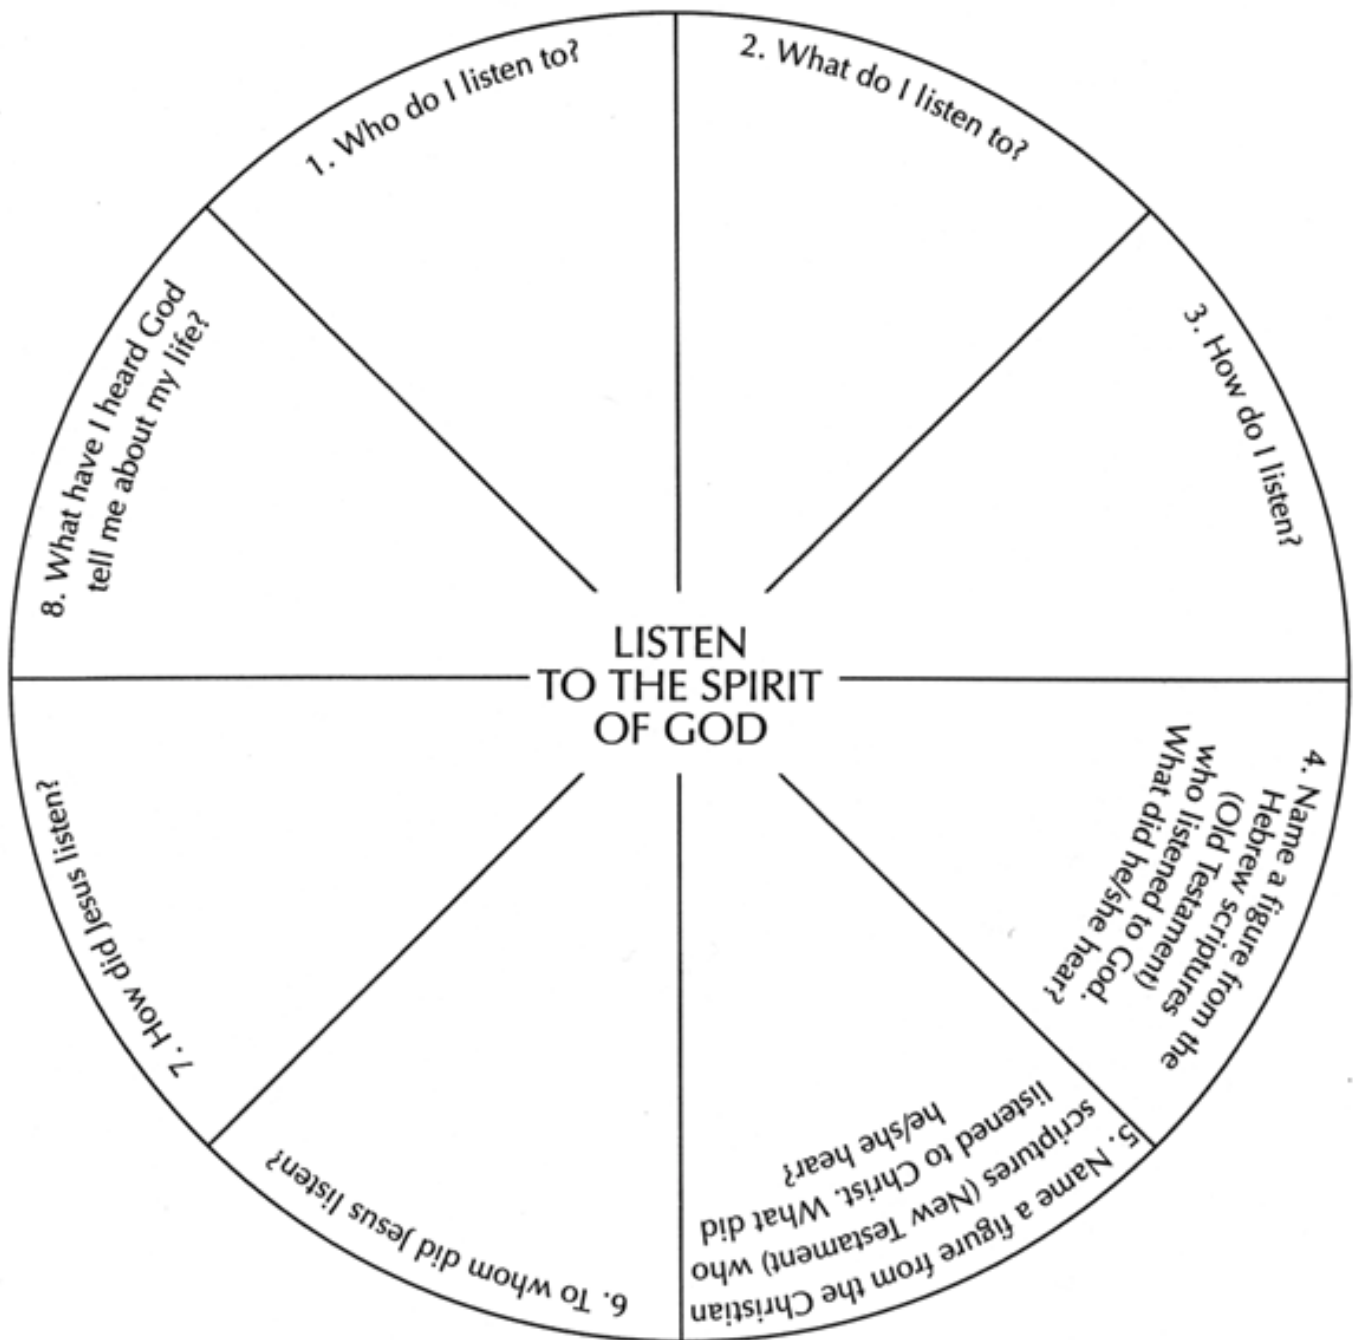 1. Who do I listen to?
2. What do I listen to?
3. How do I listen?
4. Name a figure from the
Hebrew scriptures
(Old Testament)
who listened to God.
What did he/she hear?
5. Name a figure from the Christian
scriptures (New Testament) who
listened to Christ. What did
he/she hear?
6. To whom did Jesus listen?
7. How did Jesus listen?
8. What have I heard God
tell me about my life?
LISTEN
TO THE SPIRIT
OF GOD